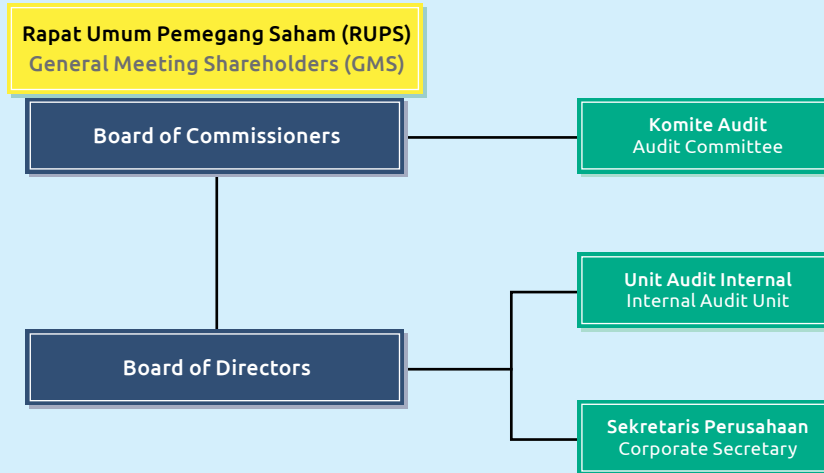 Rapat Umum Pemegang Saham (RUPS)
General Meeting Shareholders (GMS)
Board of Commissioners
Komite Audit
Audit Committee
Unit Audit Internal
Internal Audit Unit
Board of Directors
Sekretaris Perusahaan
Corporate Secretary